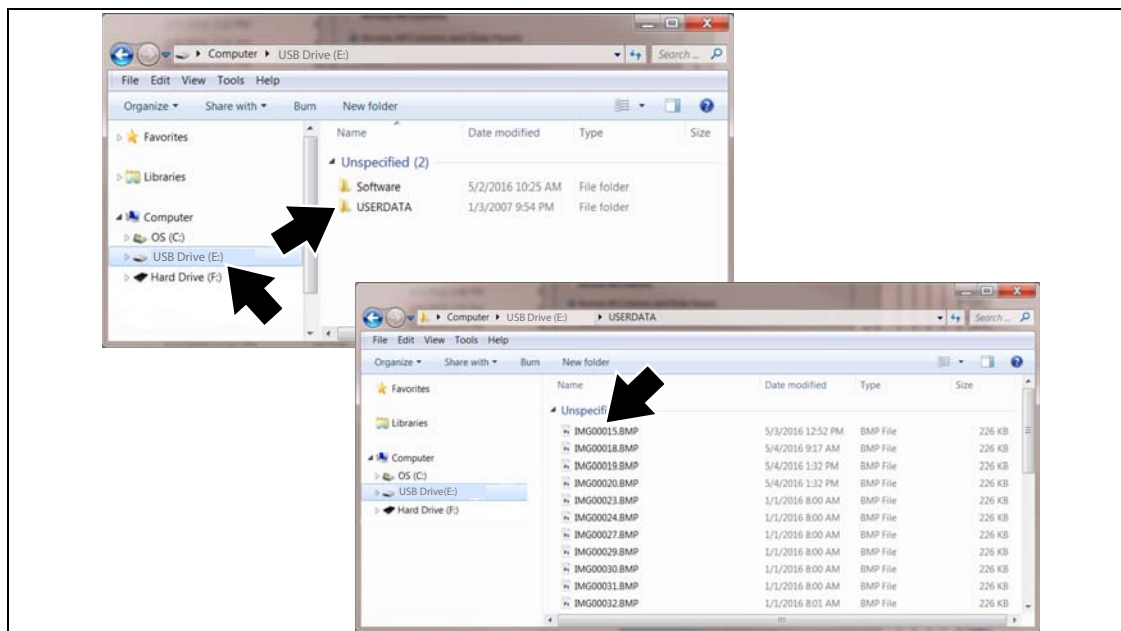 Computer ▸ USB Drive (E:) Search ...
File Edit View Tools Help
Organize Share with Burn New folder
Name Date modified Type Size
Favorites
Unspecified (2)
Libraries
Software 5/2/2016 10:25 AM File folder
USERDATA 1/3/2007 9:54 PM File folder
Computer
OS (C:)
USB Drive (E:)
Hard Drive (F:)
Computer ▸ USB Drive (E:) ▸ USERDATA Search ...
File Edit View Tools Help
Organize Share with Burn New folder
Favorites
Libraries
Computer
OS (C:)
USB Drive(E:)
Hard Drive (F:)
Name Date modified Type Size
IMG00015.BMP 5/3/2016 12:52 PM BMP File 226 KB
IMG00018.BMP 5/4/2016 9:17 AM BMP File 226 KB
IMG00019.BMP 5/4/2016 1:32 PM BMP File 226 KB
IMG00020.BMP 5/4/2016 1:32 PM BMP File 226 KB
IMG00023.BMP 1/1/2016 8:00 AM BMP File 226 KB
IMG00024.BMP 1/1/2016 8:00 AM BMP File 226 KB
IMG00027.BMP 1/1/2016 8:00 AM BMP File 226 KB
IMG00029.BMP 1/1/2016 8:00 AM BMP File 226 KB
IMG00030.BMP 1/1/2016 8:00 AM BMP File 226 KB
IMG00031.BMP 1/1/2016 8:00 AM BMP File 226 KB
IMG00032.BMP 1/1/2016 8:01 AM BMP File 226 KB